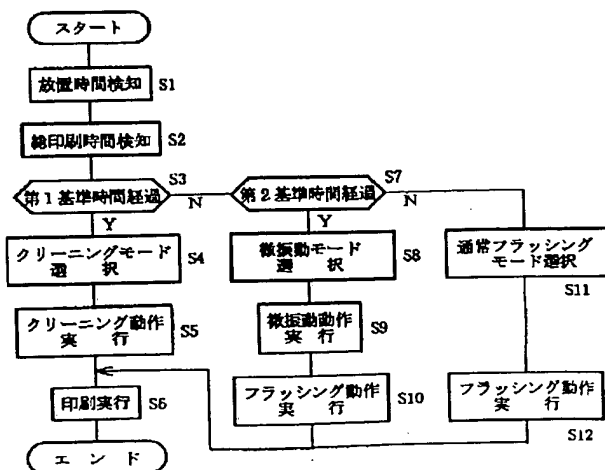 スタート
放置時間検知 S1
総印刷時間検知 S2
第1基準時間経過 S3
N
Y
第2基準時間経過 S7
N
Y
クリーニングモード
選択 S4
微振動モード
選択 S8
通常フラッシング
モード選択
S11
クリーニング動作
実行 S5
微振動動作
実行 S9
フラッシング動作
実行 S10
フラッシング動作
実行
S12
印刷実行 S6
エンド